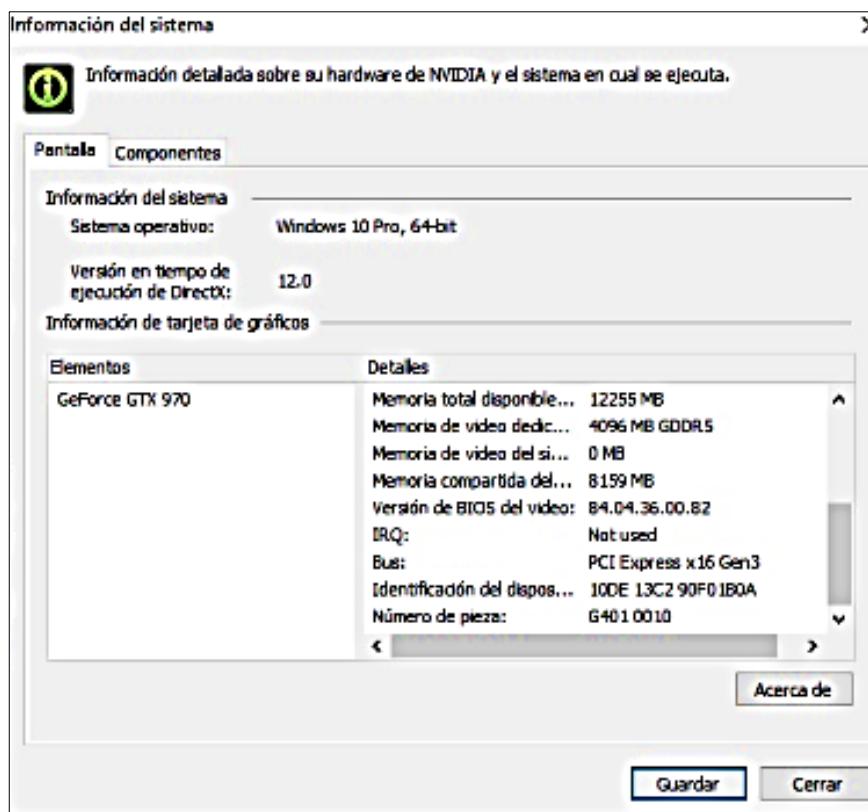 Información del sistema
Información detallada sobre su hardware de NVIDIA y el sistema en cual se ejecuta.
Pantalla Componentes
Información del sistema
Sistema operativo: Windows 10 Pro, 64-bit
Versión en tiempo de
ejecución de DirectX: 12.0
Información de tarjeta de gráficos
Elementos Detalles
GeForce GTX 970 Memoria total disponible... 12255 MB
Memoria de video dedic... 4096 MB GDDR5
Memoria de video del si... 0 MB
Memoria compartida del... 8159 MB
Versión de BIOS del video: 84.04.36.00.82
IRQ: Not used
Bus: PCI Express x16 Gen3
Identificación del dispos... 10DE 13C2 90F01B0A
Número de pieza: G401 0010
Acerca de
Guardar Cerrar